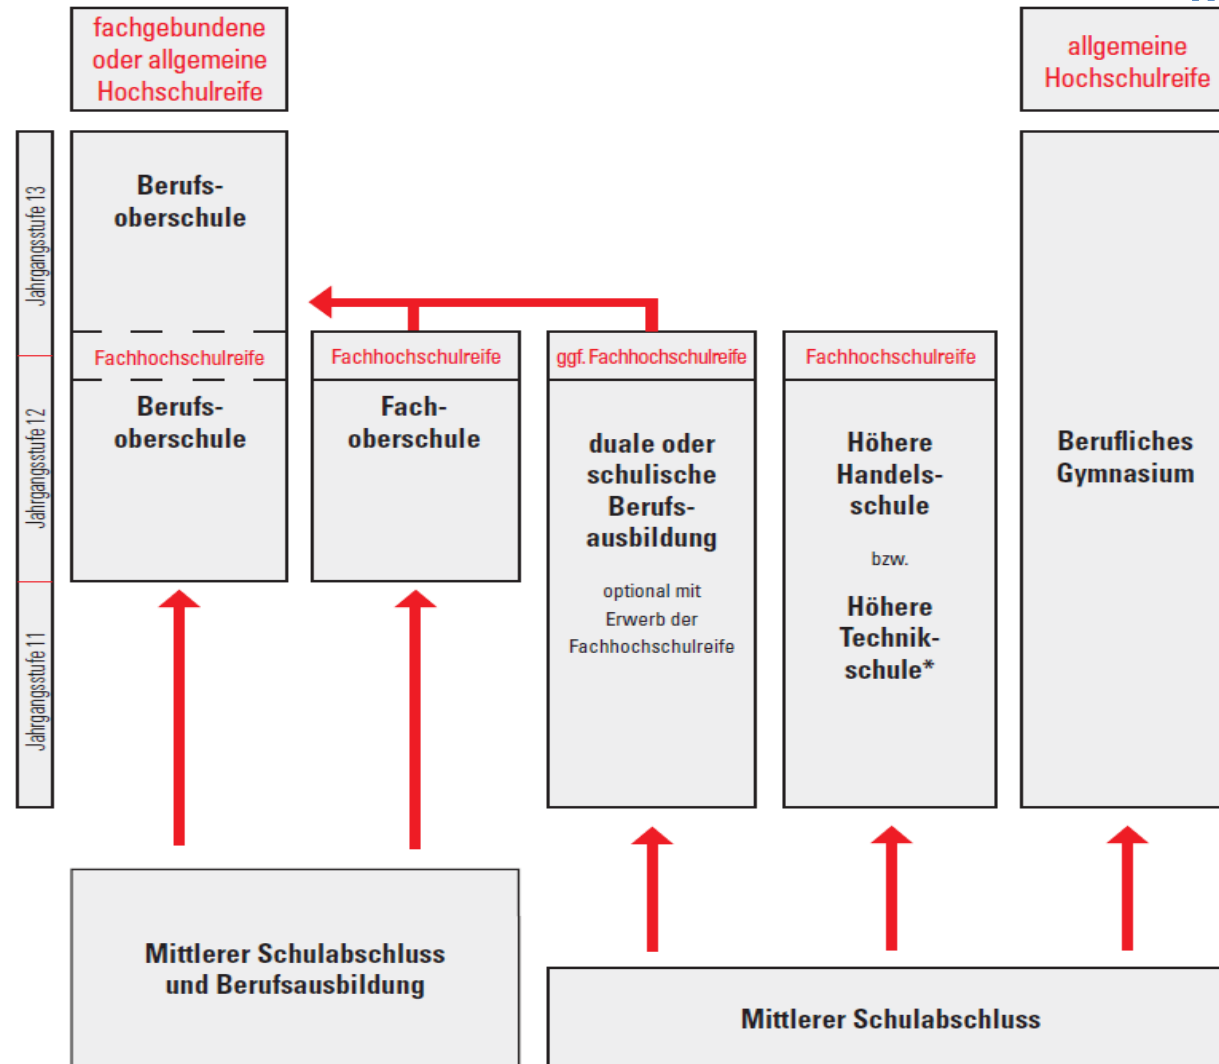 fachgebundene
oder allgemeine
Hochschulreife
allgemeine
Hochschulreife
Jahrgangsstufe 13
Jahrgangsstufe 12
Jahrgangsstufe 11
Berufs-
oberschule
Fachhochschulreife
Berufs-
oberschule
Fachhochschulreife
Fach-
oberschule
ggf. Fachhochschulreife
duale oder
schulische
Berufs-
ausbildung
optional mit
Erwerb der
Fachhochschulreife
Fachhochschulreife
Höhere
Handels-
schule
bzw.
Höhere
Technik-
schule*
Berufliches
Gymnasium
Mittlerer Schulabschluss
und Berufsausbildung
Mittlerer Schulabschluss